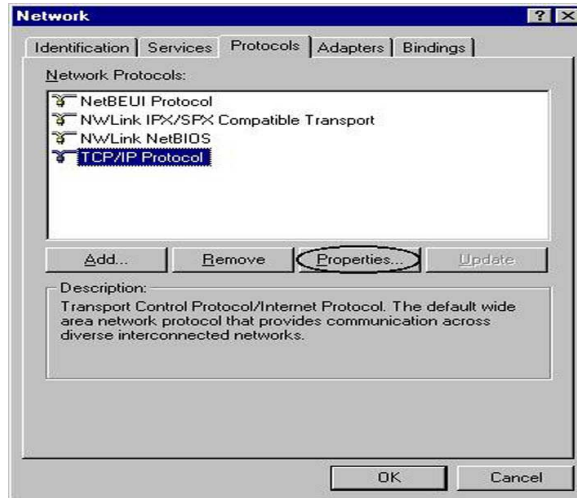 Network
Identification Services Protocols Adapters Bindings
Network Protocols:
NetBEUI Protocol
NWLink IPX/SPX Compatible Transport
NWLink NetBIOS
TCP/IP Protocol
Add... Remove Properties... Update
Description:
Transport Control Protocol/Internet Protocol. The default wide
area network protocol that provides communication across
diverse interconnected networks.
OK Cancel